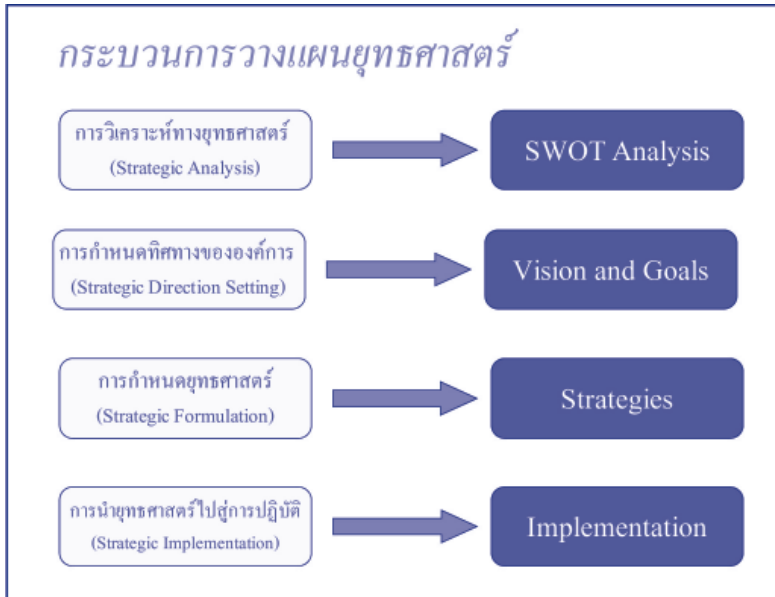 กระบวนการวางแผนยุทธศาสตร์
การวิเคราะห์ทางยุทธศาสตร์
(Strategic Analysis)
SWOT Analysis
การกำหนดทิศทางขององค์การ
(Strategic Direction Setting)
Vision and Goals
การกำหนดยุทธศาสตร์
(Strategic Formulation)
Strategies
การนำยุทธศาสตร์ไปสู่การปฏิบัติ
(Strategic Implementation)
Implementation